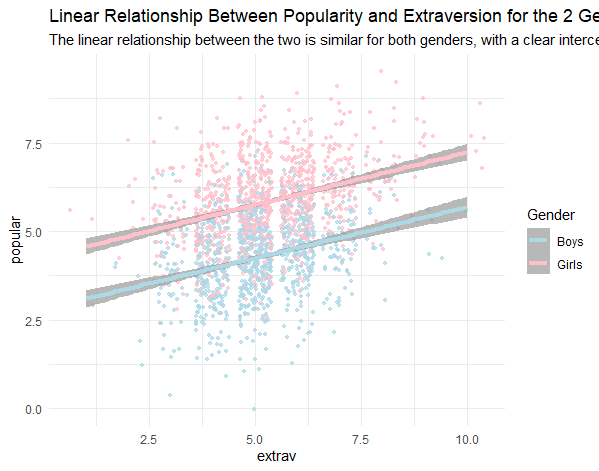 Linear Relationship Between Popularity and Extraversion for the 2 Ge
The linear relationship between the two is similar for both genders, with a clear interce
popular
7.5
5.0
2.5
0.0
2.5
5.0
7.5
10.0
extrav
Gender
Boys
Girls